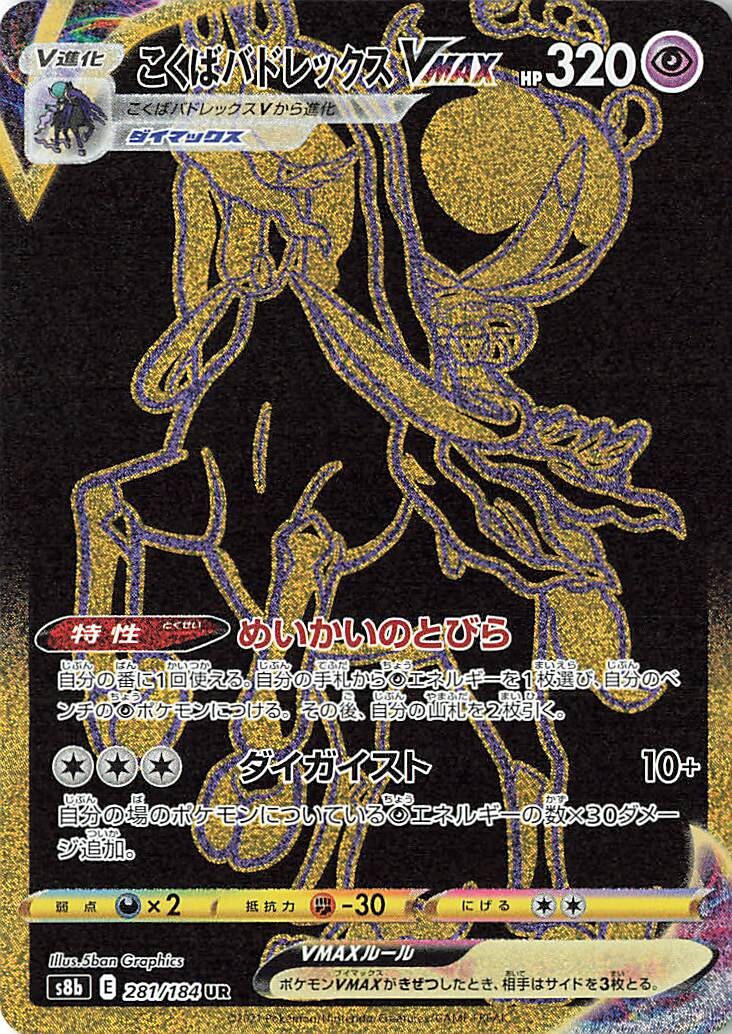 V進化
こくばバドレックスVMAX HP320
こくばバドレックスVから進化
ダイマックス
特性 とくせい めいかいのとびら
自分の番に1回使える。自分の手札から エネルギーを1枚選び、自分のベ
ンチの ポケモンにつける。その後、自分の山札を2枚引く。
ダイガイスト 10+
自分の場のポケモンについている エネルギーの数×30ダメー
ジ追加。
弱点 ×2 抵抗力 -30 にげる
Illus.5ban Graphics
VMAXルール
ポケモンVMAXがきぜつしたとき、相手はサイドを3枚とる。
s8b E 281/184 UR
©2021 Pokémon/Nintendo/Creatures/GAME FREAK